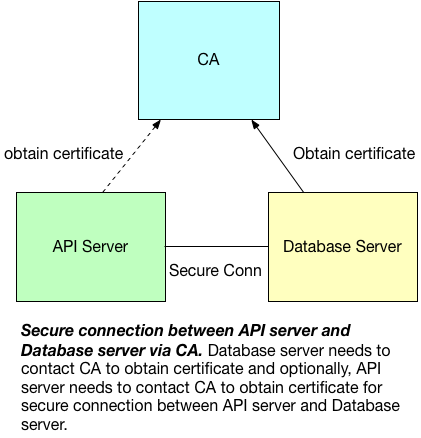 CA
obtain certificate
Obtain certificate
API Server
Database Server
Secure Conn
Secure connection between API server and
Database server via CA. Database server needs to
contact CA to obtain certificate and optionally, API
server needs to contact CA to obtain certificate for
secure connection between API server and Database
server.